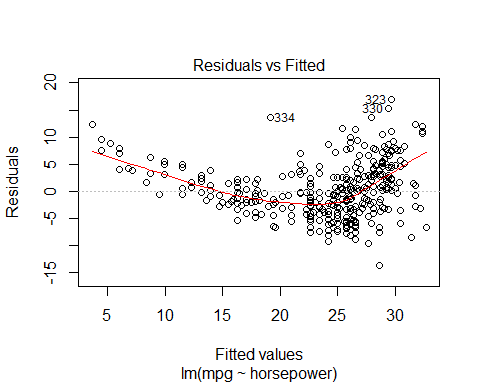 Residuals vs Fitted
Residuals
20
10
5
0
-5
-15
323
330
334
5 10 15 20 25 30
Fitted values
lm(mpg ~ horsepower)